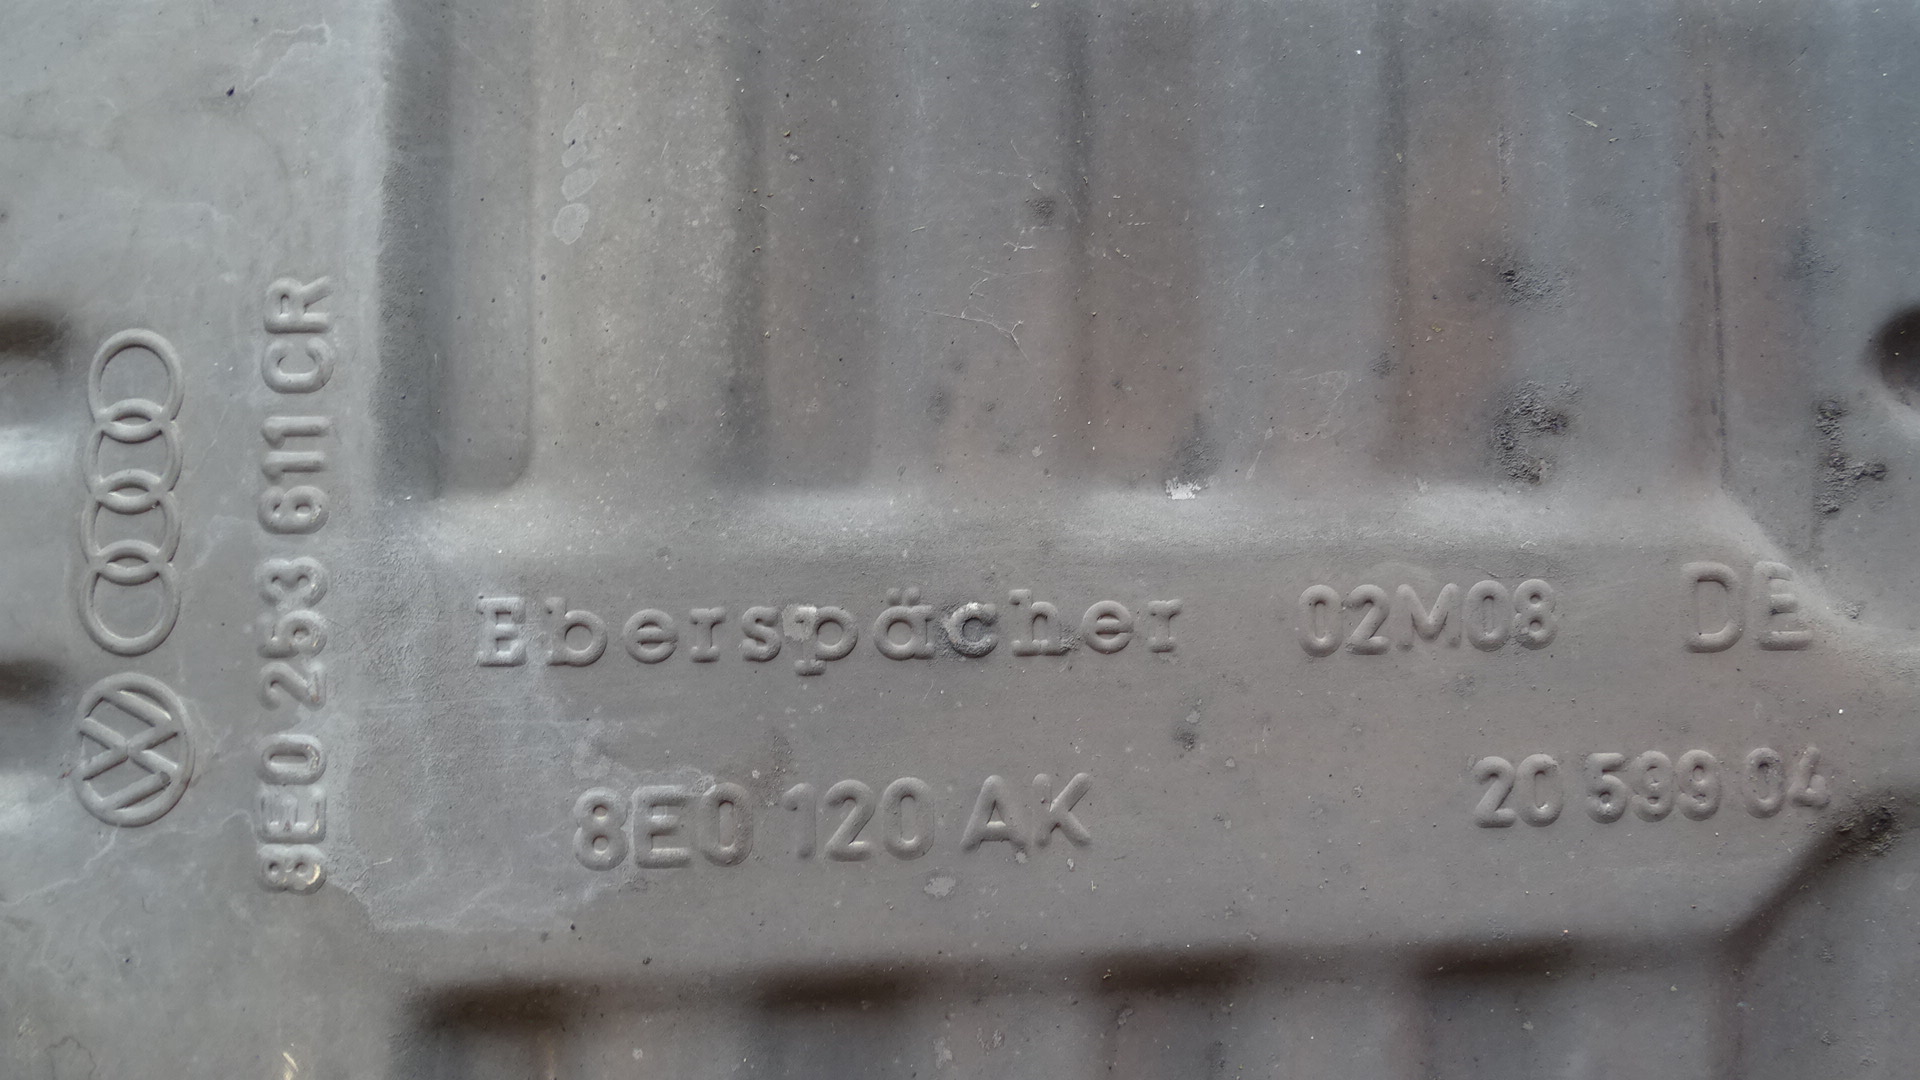 8E0 253 611 CR
Eberspächer 02M08 DE
8E0 120 AK 20 599 04